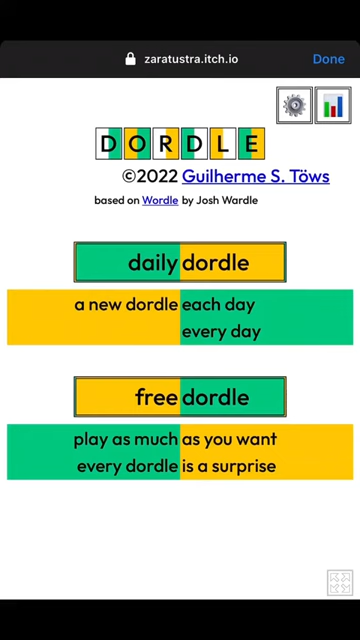 zaratustra.itch.io
Done
DORDLE
©2022 Guilherme S. Töws
based on Wordle by Josh Wardle
daily dordle
a new dordle each day
every day
free dordle
play as much as you want
every dordle is a surprise